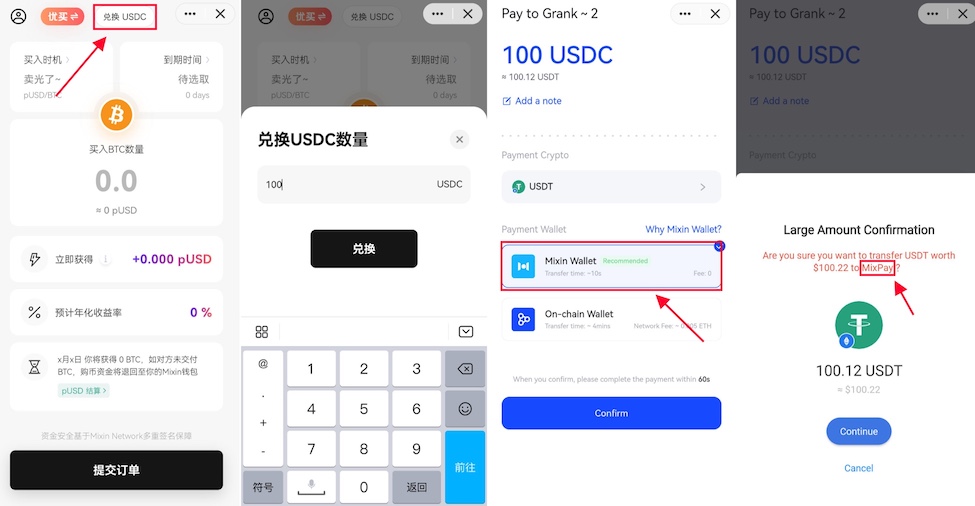 优买 ⇌
兑换 USDC
买入时机 >
卖光了~
pUSD/BTC
到期时间 >
待选取
0 days
买入BTC数量
0.0
≈ 0 pUSD
立即获得
+0.000 pUSD
预计年化收益率
0 %
x月x日 你将获得 0 BTC，如对方未交付
BTC，购币资金将退回至你的Mixin钱包
pUSD 结算 >
资金安全基于Mixin Network多重签名保障
提交订单
优买 ⇌
兑换 USDC
买入时机 >
卖光了~
pUSD/BTC
到期时间 >
待选取
0 days
兑换USDC数量
100
USDC
兑换
@
.
+
-
1
2
3
4
5
6
7
8
9
符号
0
返回
前往
Pay to Grank ~ 2
100 USDC
≈ 100.12 USDT
Add a note
Payment Crypto
USDT
Payment Wallet
Why Mixin Wallet?
Mixin Wallet
Recommended
Transfer time: ~10s
Fee: 0
On-chain Wallet
Transfer time: ~ 4mins
Network Fee:
ETH
When you confirm, please complete the payment within 60s
Confirm
Pay to Grank ~ 2
100 USDC
≈ 100.12 USDT
Add a note
Payment Crypto
Large Amount Confirmation
Are you sure you want to transfer USDT worth
$100.22 to MixPay ?
100.12 USDT
≈ $100.22
Continue
Cancel